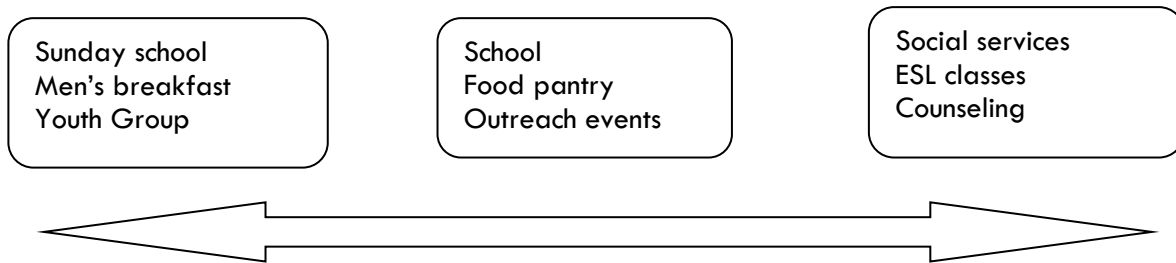 Sunday school
Men's breakfast
Youth Group
School
Food pantry
Outreach events
Social services
ESL classes
Counseling